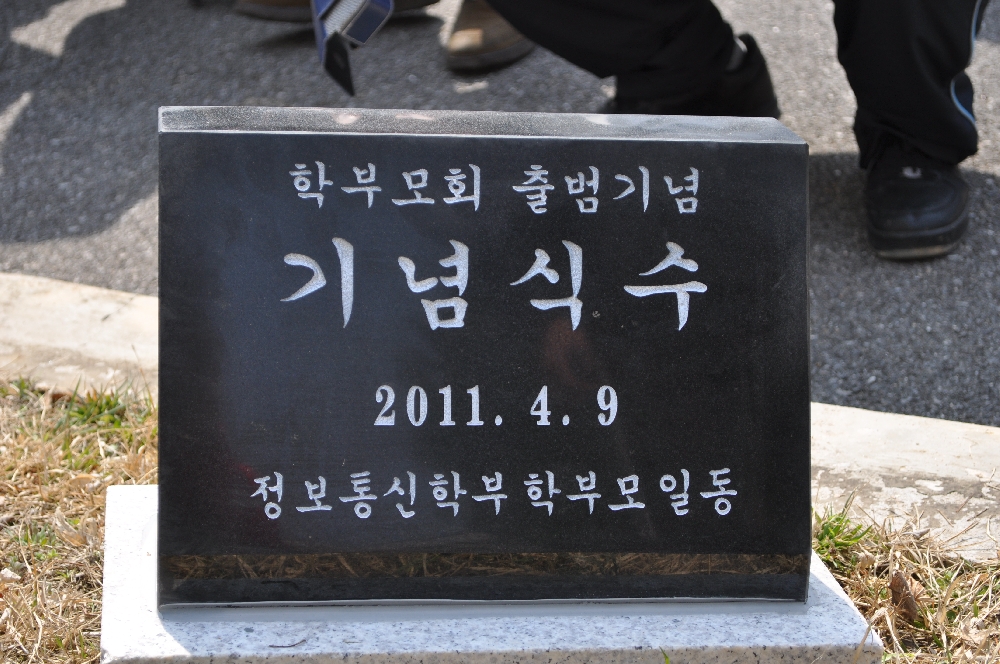 학부모회 출범기념
기념식수
2011. 4. 9
정보통신학부 학부모일동